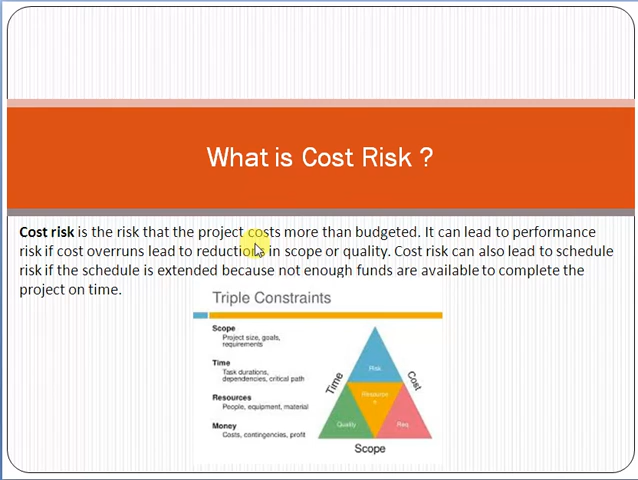 What is Cost Risk ?
Cost risk is the risk that the project costs more than budgeted. It can lead to performance
risk if cost overruns lead to reductions in scope or quality. Cost risk can also lead to schedule
risk if the schedule is extended because not enough funds are available to complete the
project on time.
Triple Constraints
Scope
Project size, goals,
requirements
Time
Task durations,
dependencies, critical path
Resources
People, equipment, material
Money
Costs, contingencies, profit
Time
Cost
Risk
Resource
s
Quality
Req.
Scope